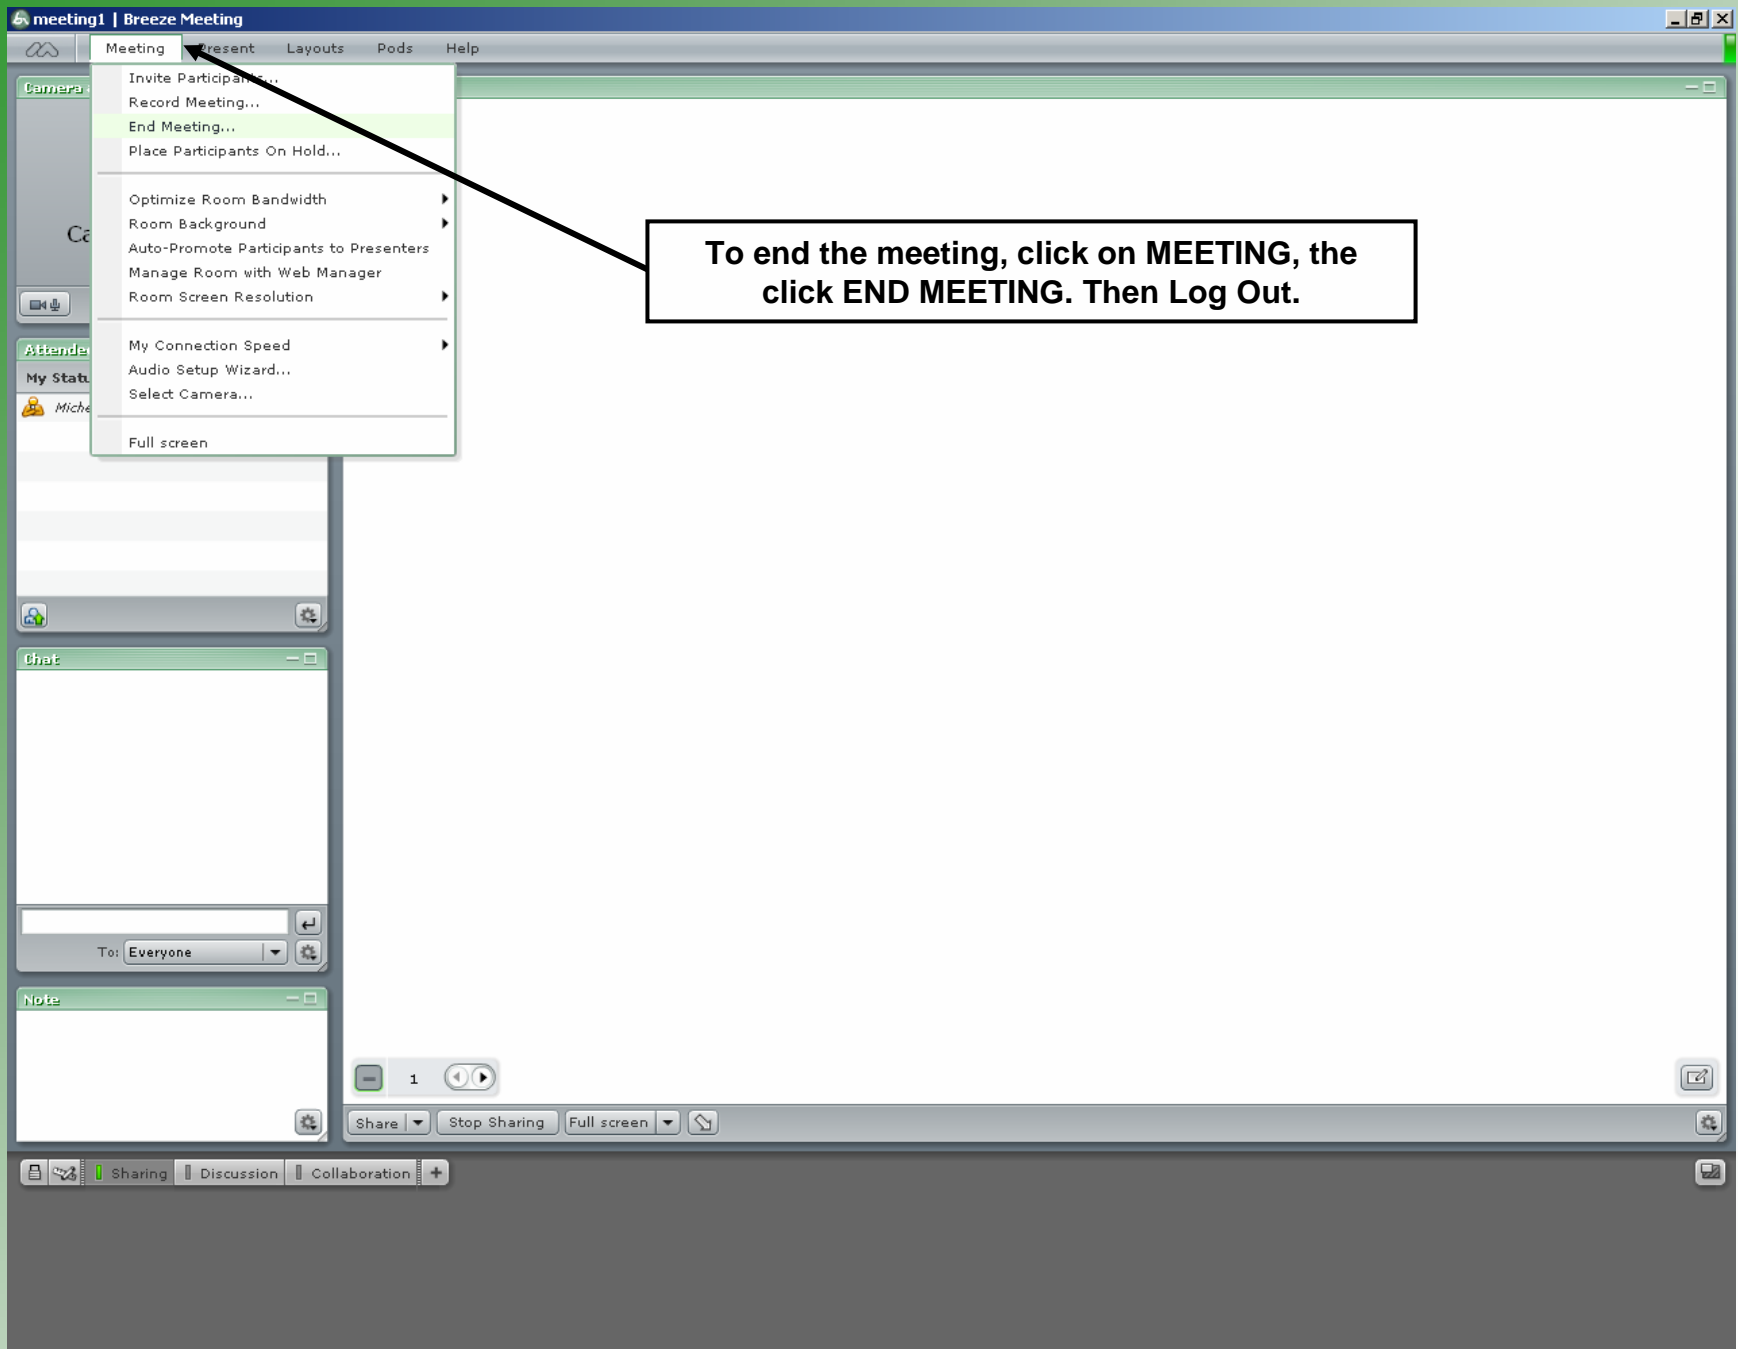 meeting1 | Breeze Meeting
Meeting Present Layouts Pods Help
Camera
Invite Participants...
Record Meeting...
End Meeting...
Place Participants On Hold...
Optimize Room Bandwidth
Room Background
Auto-Promote Participants to Presenters
Manage Room with Web Manager
Room Screen Resolution
My Connection Speed
Audio Setup Wizard...
Select Camera...
Full screen
To end the meeting, click on MEETING, the
click END MEETING. Then Log Out.
Ca
Attende
My Statu
Miche
Chat
To: Everyone
Note
1
Share Stop Sharing Full screen
Sharing Discussion Collaboration +